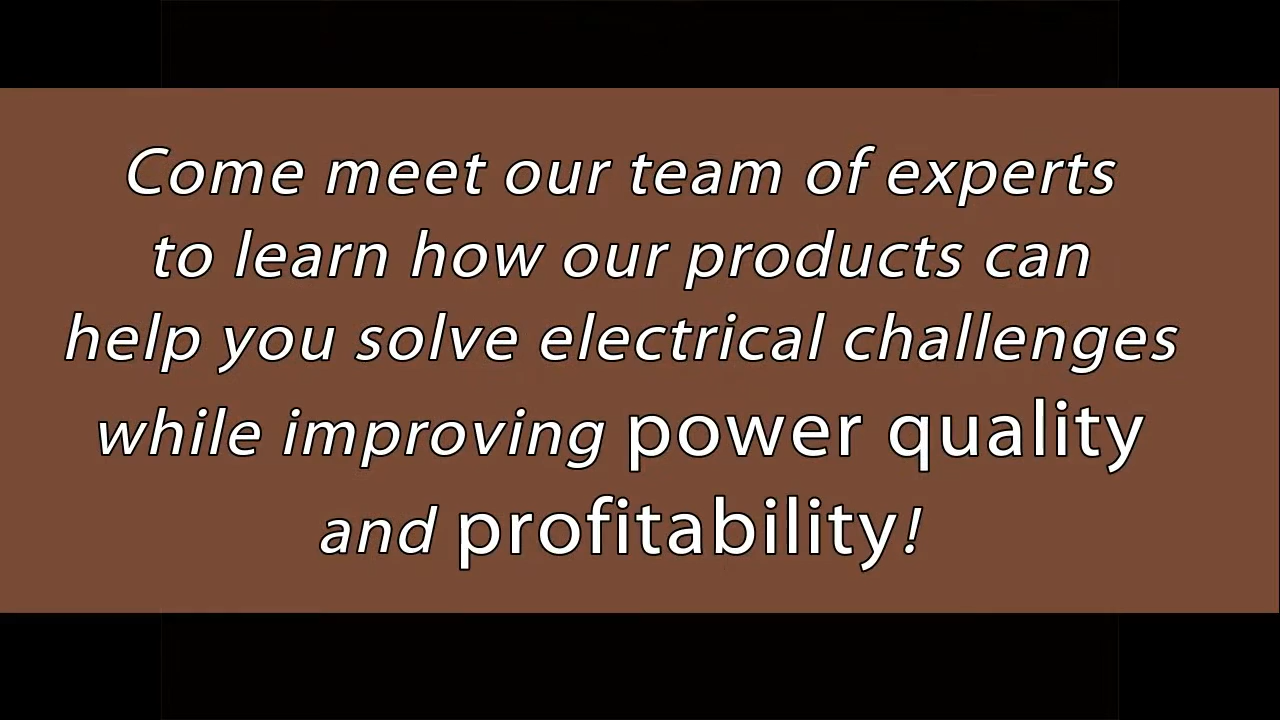 Come meet our team of experts
to learn how our products can
help you solve electrical challenges
while improving power quality
and profitability!